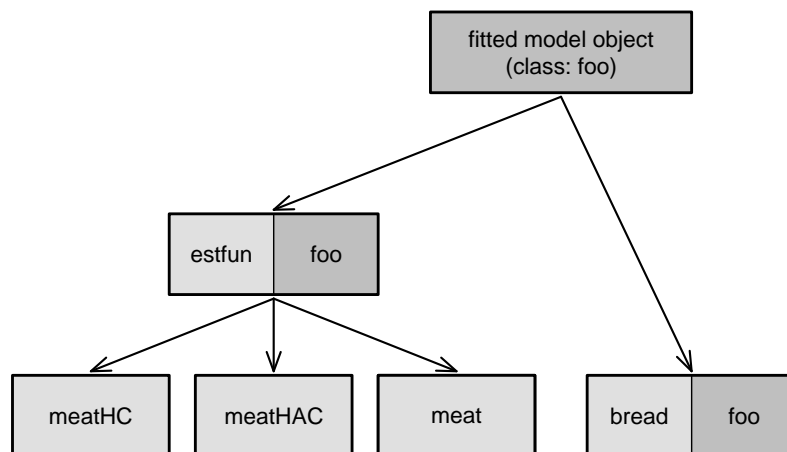 fitted model object
(class: foo)
estfun
foo
meatHC
meatHAC
meat
bread
foo